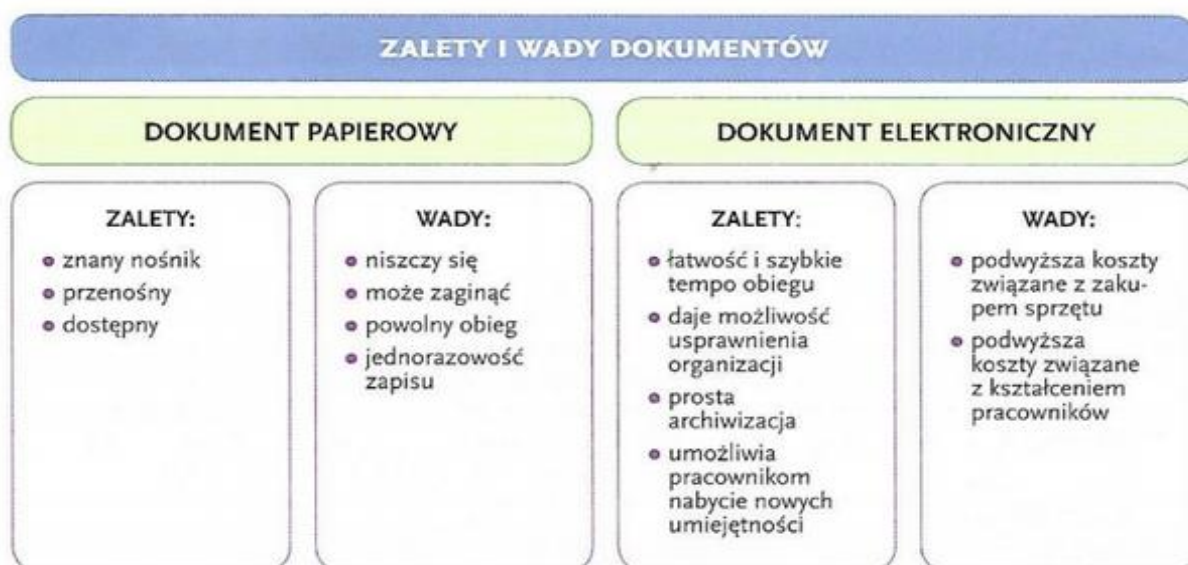 ZALETY I WADY DOKUMENTÓW
DOKUMENT PAPIEROWY
DOKUMENT ELEKTRONICZNY
ZALETY:
znany nośnik
przenośny
dostępny
WADY:
niszczy się
może zaginąć
powolny obieg
jednorazowość
zapisu
ZALETY:
łatwość i szybkie
tempo obiegu
daje możliwość
usprawnienia
organizacji
prosta
archiwizacja
umożliwia
pracownikom
nabycie nowych
umiejętności
WADY:
podwyższa koszty
związane z zaku-
pem sprzętu
podwyższa
koszty związane
z kształceniem
pracowników